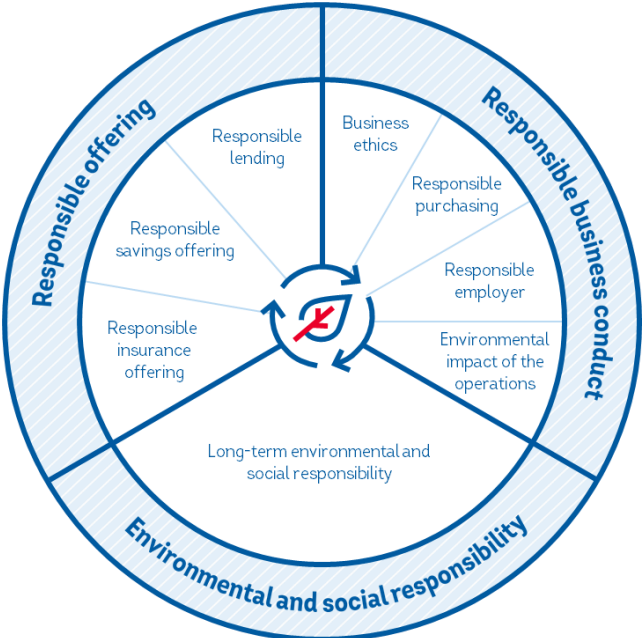 Responsible offering
Responsible business conduct
Environmental and social responsibility
Responsible
lending
Business
ethics
Responsible
savings offering
Responsible
purchasing
Responsible
insurance
offering
Responsible
employer
Environmental
impact of the
operations
Long-term environmental and
social responsibility